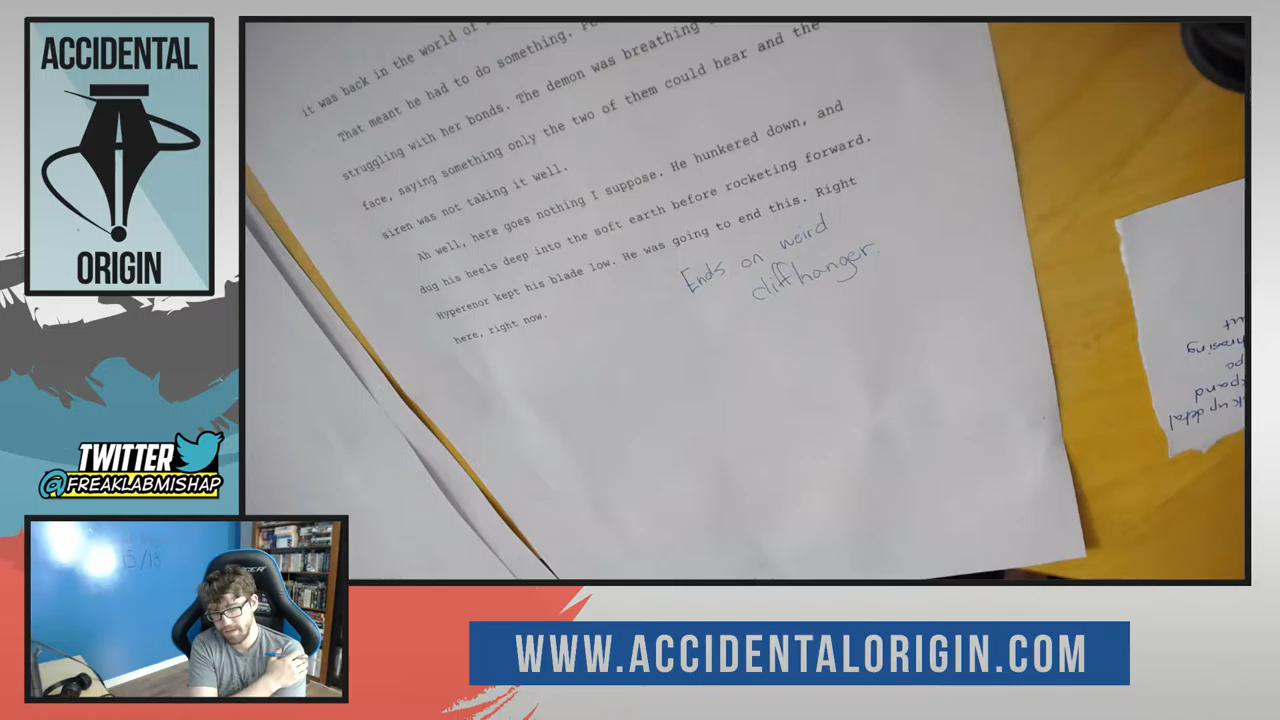 ACCIDENTAL
ORIGIN
TWITTER
@FREAKLABMISHAP
it was back in the world of
That meant he had to do something.
struggling with her bonds. The demon was breathing
face, saying something only the two of them could hear and the
siren was not taking it well.
Ah well, here goes nothing I suppose. He hunkered down, and
dug his heels deep into the soft earth before rocketing forward.
Hyperenor kept his blade low. He was going to end this. Right
here, right now.
Ends on weird
cliffhanger.
15/18
WWW.ACCIDENTALORIGIN.COM